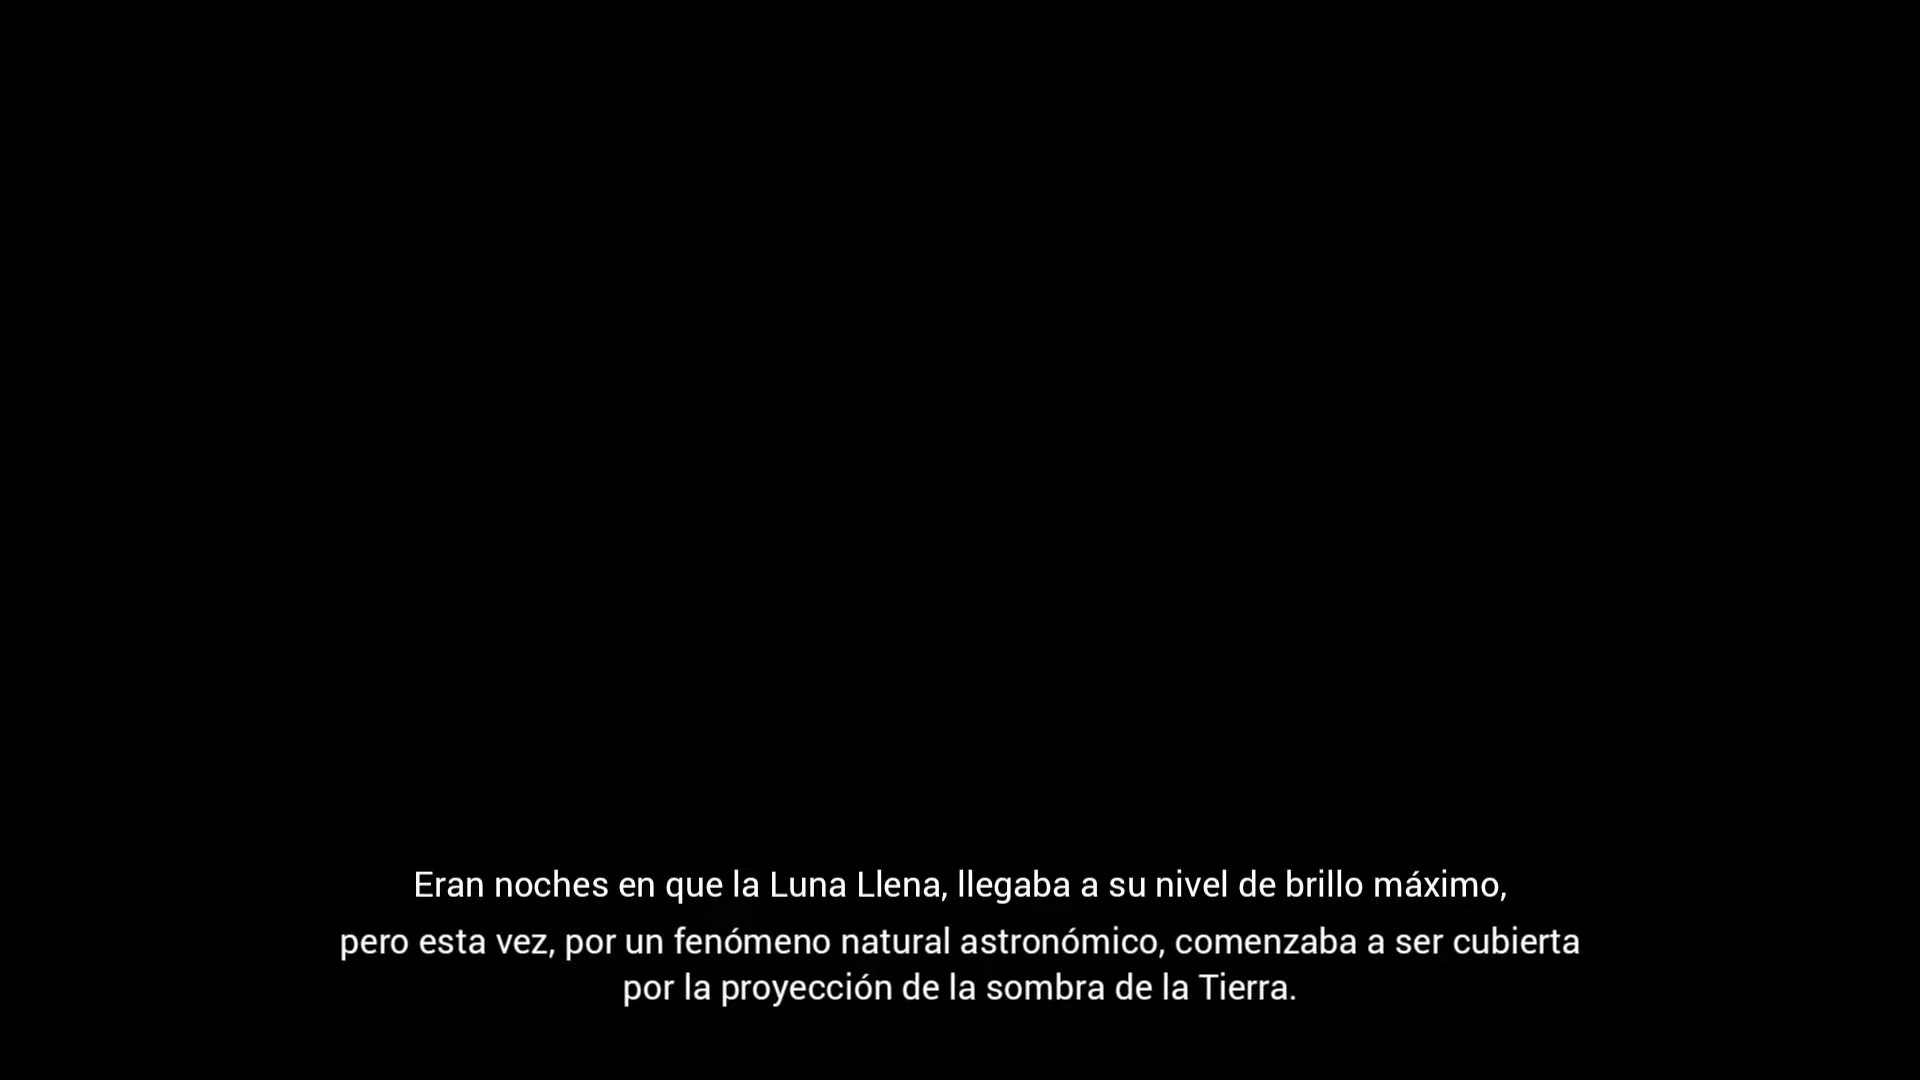 Eran noches en que la Luna Llena, llegaba a su nivel de brillo máximo,
pero esta vez, por un fenómeno natural astronómico, comenzaba a ser cubierta
por la proyección de la sombra de la Tierra.